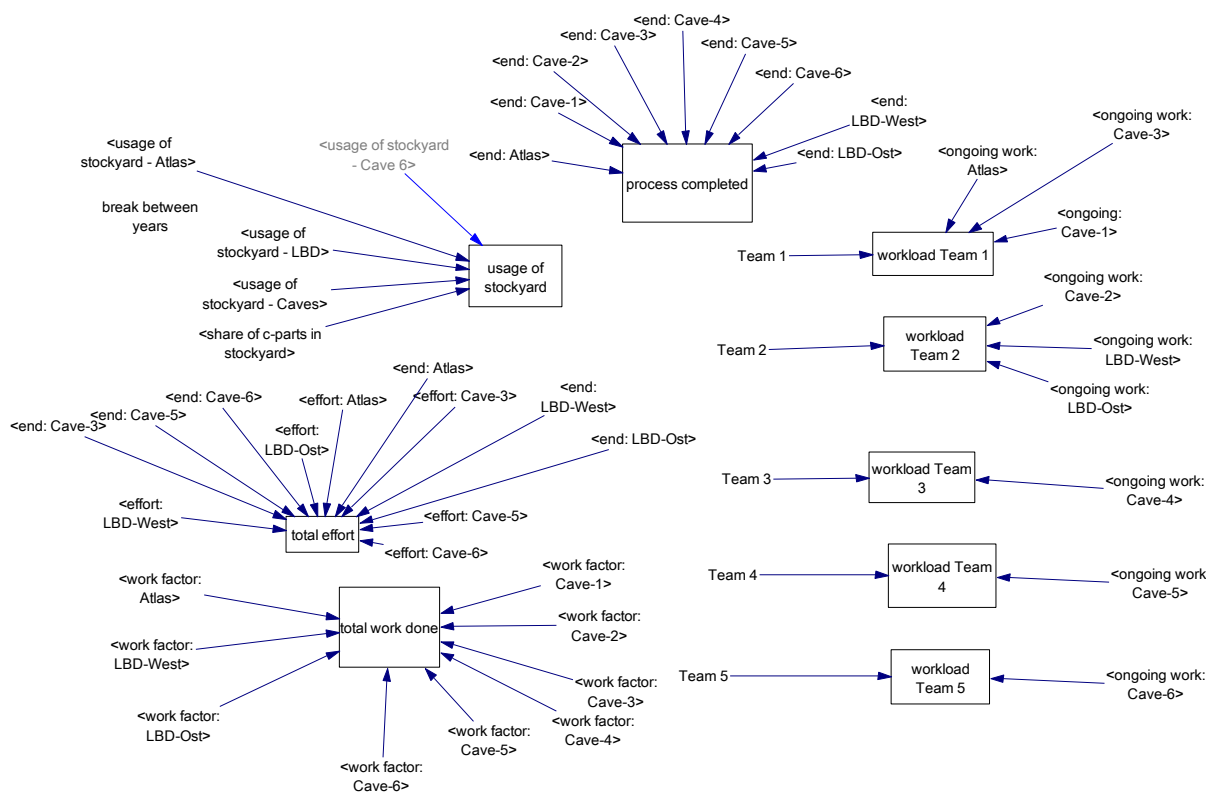 <end: Cave-4>
<end: Cave-3>
<end: Cave-5>
<end: Cave-2>
<end: Cave-6>
<end: Cave-1>
<end:
LBD-West>
<end: Atlas>
<end: LBD-Ost>
process completed
<usage of
stockyard - Atlas>
<usage of stockyard
- Cave 6>
break between
years
<usage of
stockyard - LBD>
<usage of
stockyard - Caves>
<share of c-parts in
stockyard>
usage of
stockyard
<ongoing work:
Cave-3>
<ongoing work:
Atlas>
<ongoing:
Cave-1>
Team 1
workload Team 1
<ongoing work:
Cave-2>
Team 2
workload
Team 2
<ongoing work:
LBD-West>
<ongoing work:
LBD-Ost>
Team 3
workload Team
3
<ongoing work:
Cave-4>
Team 4
workload Team
4
<ongoing work
Cave-5>
Team 5
workload
Team 5
<ongoing work:
Cave-6>
<end: Atlas>
<end: Cave-6>
<effort: Atlas>
<effort: Cave-3>
<end:
LBD-West>
<end: Cave-5>
<end: Cave-3>
<effort:
LBD-Ost>
<end: LBD-Ost>
<effort:
LBD-West>
total effort
<effort: Cave-5>
<effort: Cave-6>
<work factor:
Atlas>
<work factor:
Cave-1>
total work done
<work factor:
Cave-2>
<work factor:
LBD-West>
<work factor:
Cave-3>
<work factor:
LBD-Ost>
<work factor:
Cave-4>
<work factor:
Cave-5>
<work factor:
Cave-6>